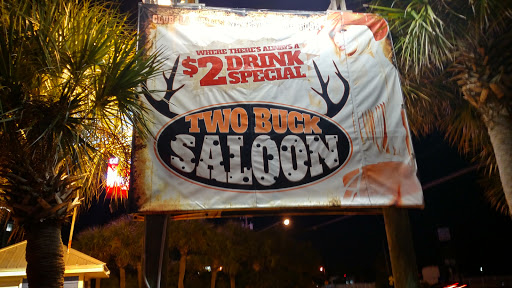 WHERE THERE'S ALWAYS A
$2 DRINK
SPECIAL
TWO BUCK
SALOON